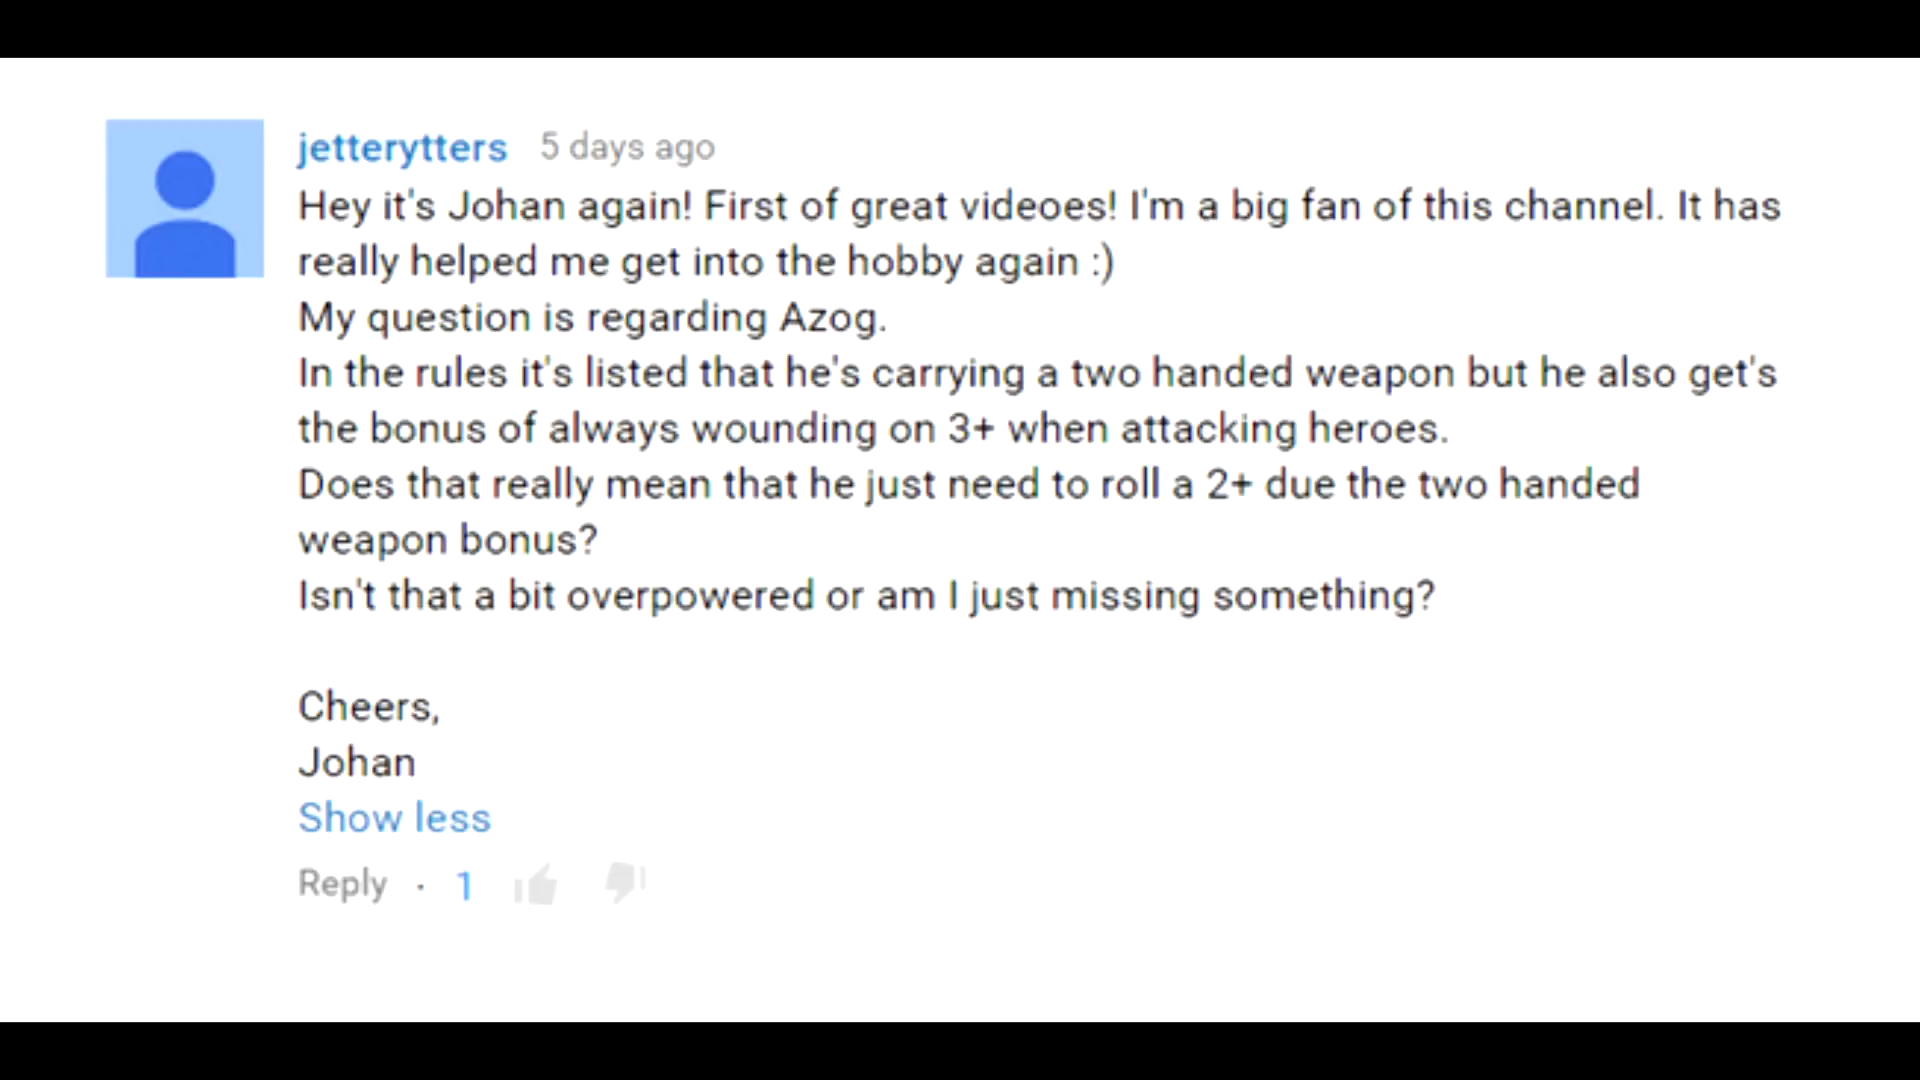 jetterytters 5 days ago
Hey it's Johan again! First of great videoes! I'm a big fan of this channel. It has
really helped me get into the hobby again :)
My question is regarding Azog.
In the rules it's listed that he's carrying a two handed weapon but he also get's
the bonus of always wounding on 3+ when attacking heroes.
Does that really mean that he just need to roll a 2+ due the two handed
weapon bonus?
Isn't that a bit overpowered or am I just missing something?
Cheers,
Johan
Show less
Reply · 1